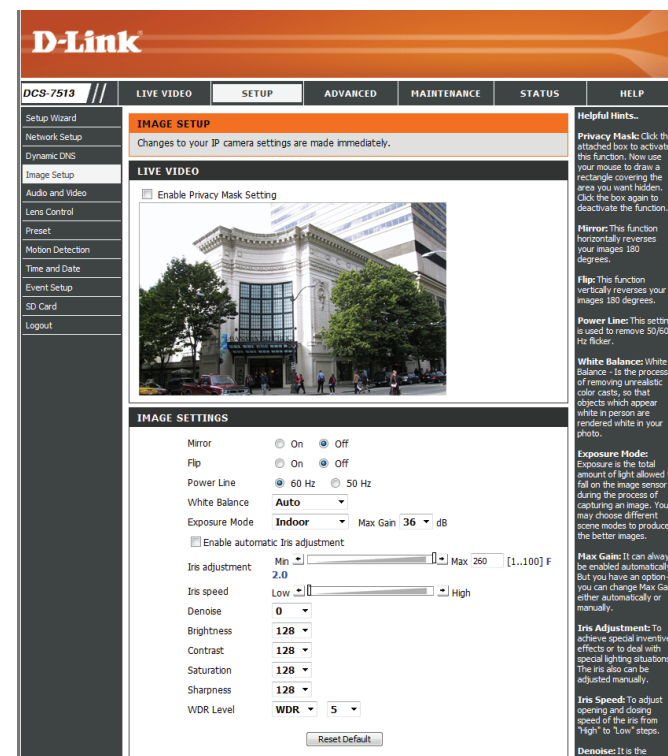 D-Link
DCS-7513 // LIVE VIDEO SETUP ADVANCED MAINTENANCE STATUS HELP
Setup Wizard
Network Setup
Dynamic DNS
Image Setup
Audio and Video
Lens Control
Preset
Motion Detection
Time and Date
Event Setup
SD Card
Logout
IMAGE SETUP
Changes to your IP camera settings are made immediately.
LIVE VIDEO
Enable Privacy Mask Setting
IMAGE SETTINGS
Mirror On Off
Flip On Off
Power Line 60 Hz 50 Hz
White Balance Auto
Exposure Mode Indoor Max Gain 36 dB
Enable automatic Iris adjustment
Iris adjustment Min Max 260 [1..100] F
2.0
Iris speed Low High
Denoise 0
Brightness 128
Contrast 128
Saturation 128
Sharpness 128
WDR Level WDR 5
Reset Default
Helpful Hints..
Privacy Mask: Click th
attached box to activate
this function. Now use
your mouse to draw a
rectangle covering the
area you want hidden.
Click the box again to
deactivate the function.
Mirror: This function
horizontally reverses
your images 180
degrees.
Flip: This function
vertically reverses your
images 180 degrees.
Power Line: This settin
is used to remove 50/60
Hz flicker.
White Balance: White
Balance - Is the process
of removing unrealistic
color casts, so that
objects which appear
white in person are
rendered white in your
photo.
Exposure Mode:
Exposure is the total
amount of light allowed t
fall on the image sensor
during the process of
capturing an image. You
may choose different
scene modes to produce
the better images.
Max Gain: It can alway
be enabled automatically
But you have an option-
you can change Max Ga
either automatically or
manually.
Iris Adjustment: To
achieve special inventive
effects or to deal with
special lighting situations
The iris also can be
adjusted manually.
Iris Speed: To adjust
opening and closing
speed of the iris from
"High" to "Low" steps.
Denoise: It is the